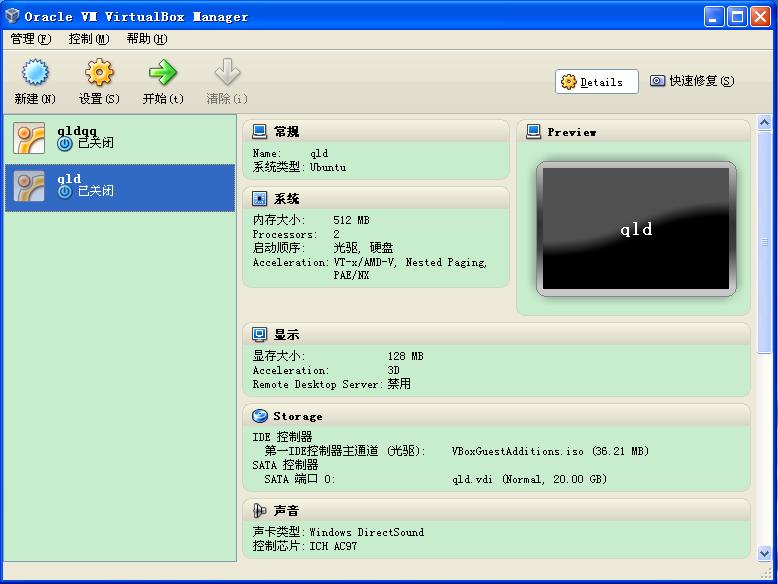 Oracle VM VirtualBox Manager
管理(F) 控制(M) 帮助(H)
新建(N) 设置(S) 开始(t) 清除(i) Details 快速修复(S)
qldqq
已关闭
qld
已关闭
常规
Name: qld
系统类型: Ubuntu
系统
内存大小: 512 MB
Processors: 2
启动顺序: 光驱, 硬盘
Acceleration: VT-x/AMD-V, Nested Paging,
PAE/NX
Preview
qld
显示
显存大小: 128 MB
Acceleration: 3D
Remote Desktop Server: 禁用
Storage
IDE 控制器
第一IDE控制器主通道 (光驱): VBoxGuestAdditions.iso (36.21 MB)
SATA 控制器
SATA 端口 0: qld.vdi (Normal, 20.00 GB)
声音
声卡类型: Windows DirectSound
控制芯片: ICH AC97